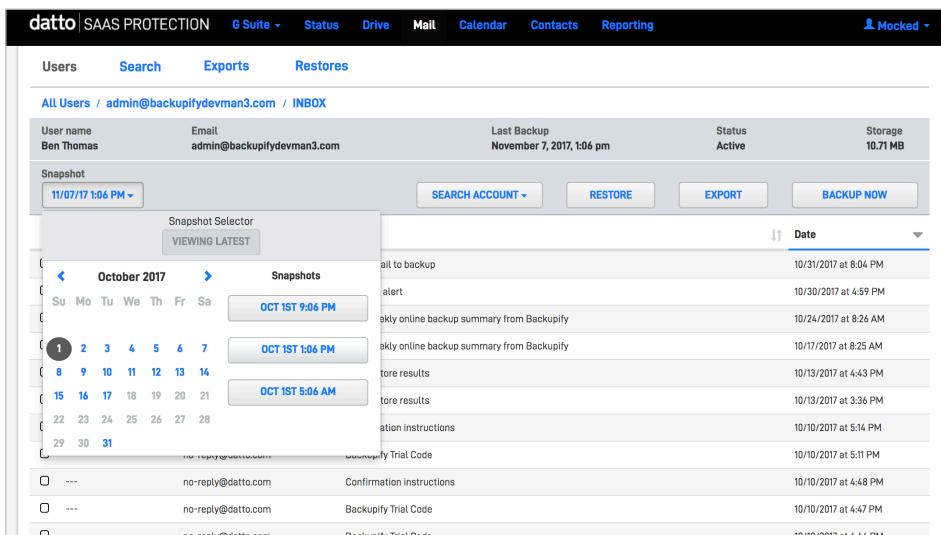 datto SAAS PROTECTION G Suite Status Drive Mail Calendar Contacts Reporting Mocked
Users Search Exports Restores
All Users / admin@backupifydevman3.com / INBOX
User name Email Last Backup Status Storage
Ben Thomas admin@backupifydevman3.com November 7, 2017, 1:06 pm Active 10.71 MB
Snapshot
11/07/17 1:06 PM SEARCH ACCOUNT RESTORE EXPORT BACKUP NOW
Snapshot Selector
VIEWING LATEST
Date
October 2017 Snapshots
Su Mo Tu We Th Fr Sa
1 2 3 4 5 6 7
8 9 10 11 12 13 14
15 16 17 18 19 20 21
22 23 24 25 26 27 28
29 30 31
OCT 1ST 9:06 PM
OCT 1ST 1:06 PM
OCT 1ST 5:06 AM
ail to backup 10/31/2017 at 8:04 PM
alert 10/30/2017 at 4:59 PM
ekly online backup summary from Backupify 10/24/2017 at 8:26 AM
ekly online backup summary from Backupify 10/17/2017 at 8:25 AM
tore results 10/13/2017 at 4:43 PM
tore results 10/13/2017 at 3:36 PM
ation instructions 10/10/2017 at 5:14 PM
no-reply@datto.com Backupify Trial Code 10/10/2017 at 5:11 PM
--- no-reply@datto.com Confirmation instructions 10/10/2017 at 4:48 PM
--- no-reply@datto.com Backupify Trial Code 10/10/2017 at 4:47 PM